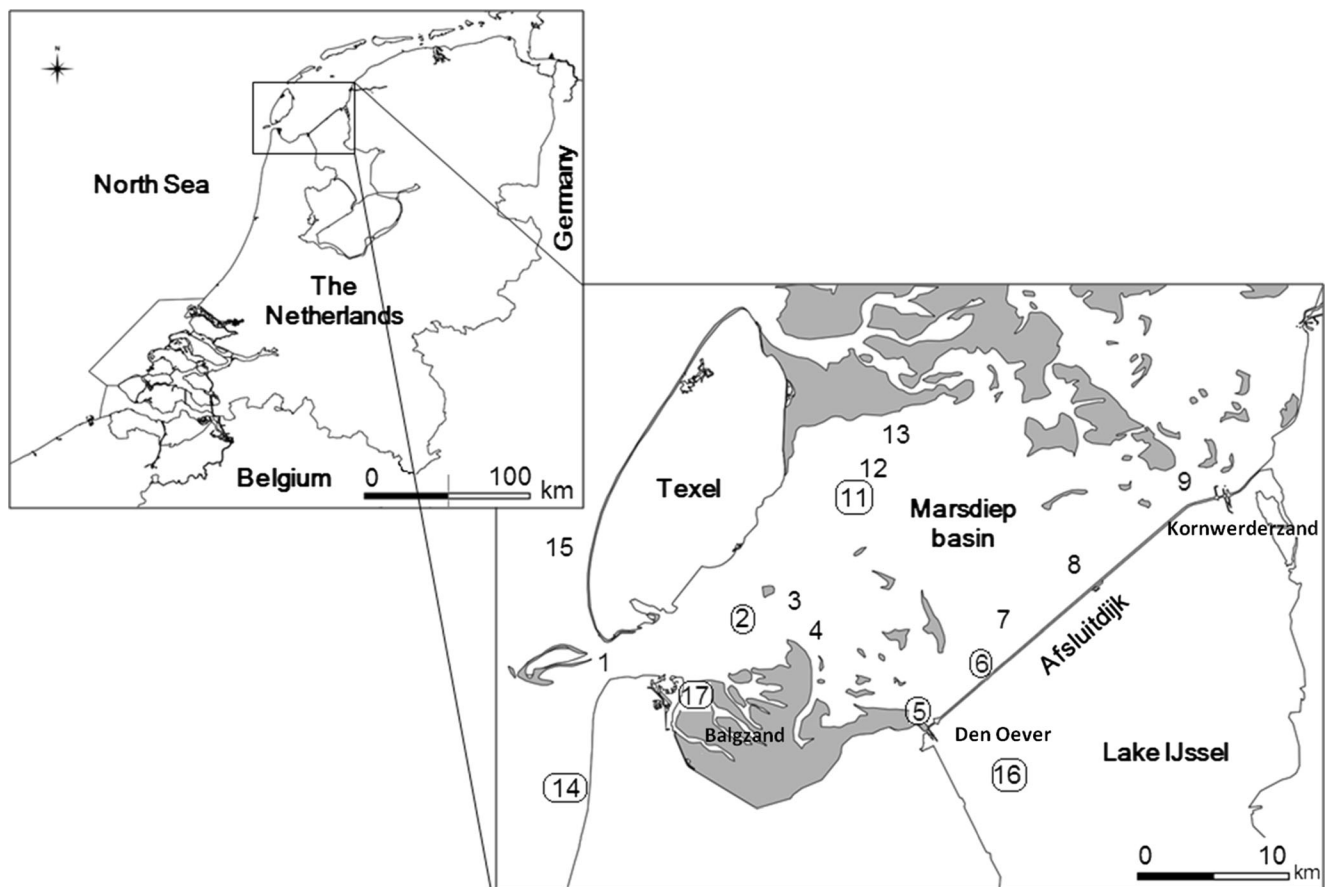 N
North Sea
Germany
The
Netherlands
Belgium
0 100
km
13
12
11
Texel
Marsdiep
basin
9
Kornwerderzand
15
8
3
2
7
4
Afsluitdijk
1
6
17
5
Balgzand
Den Oever
Lake IJssel
16
14
0 10
km